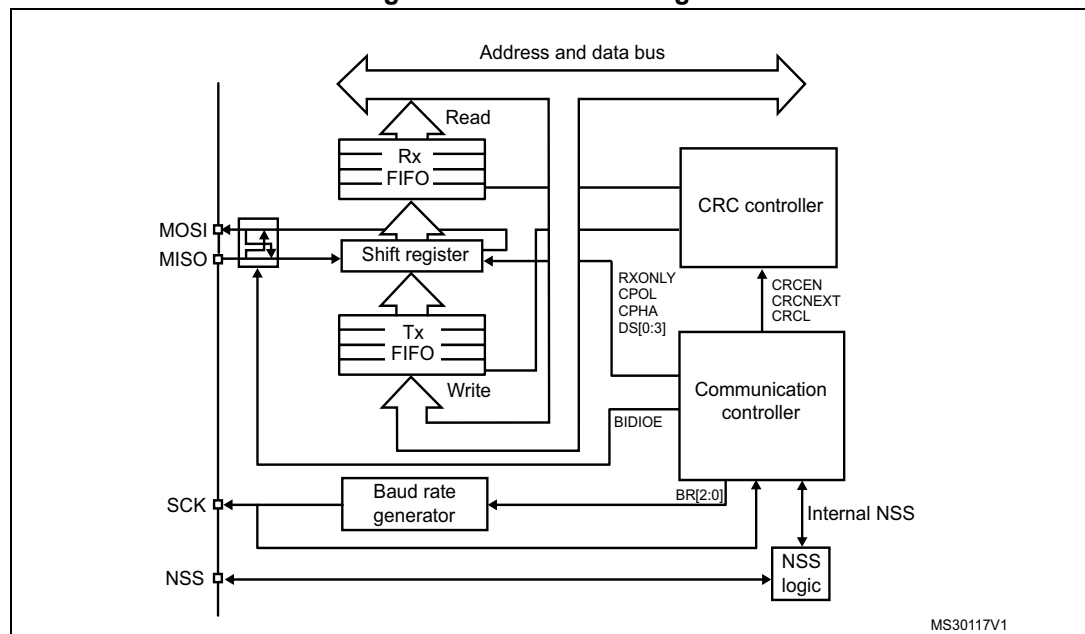 Address and data bus
Read
Rx
FIFO
CRC controller
MOSI
MISO
Shift register
RXONLY
CPOL
CPHA
DS[0:3]
CRCEN
CRCNEXT
CRCL
Tx
FIFO
Write
Communication
controller
BIDIOE
SCK
Baud rate
generator
BR[2:0]
Internal NSS
NSS
NSS
logic
MS30117V1